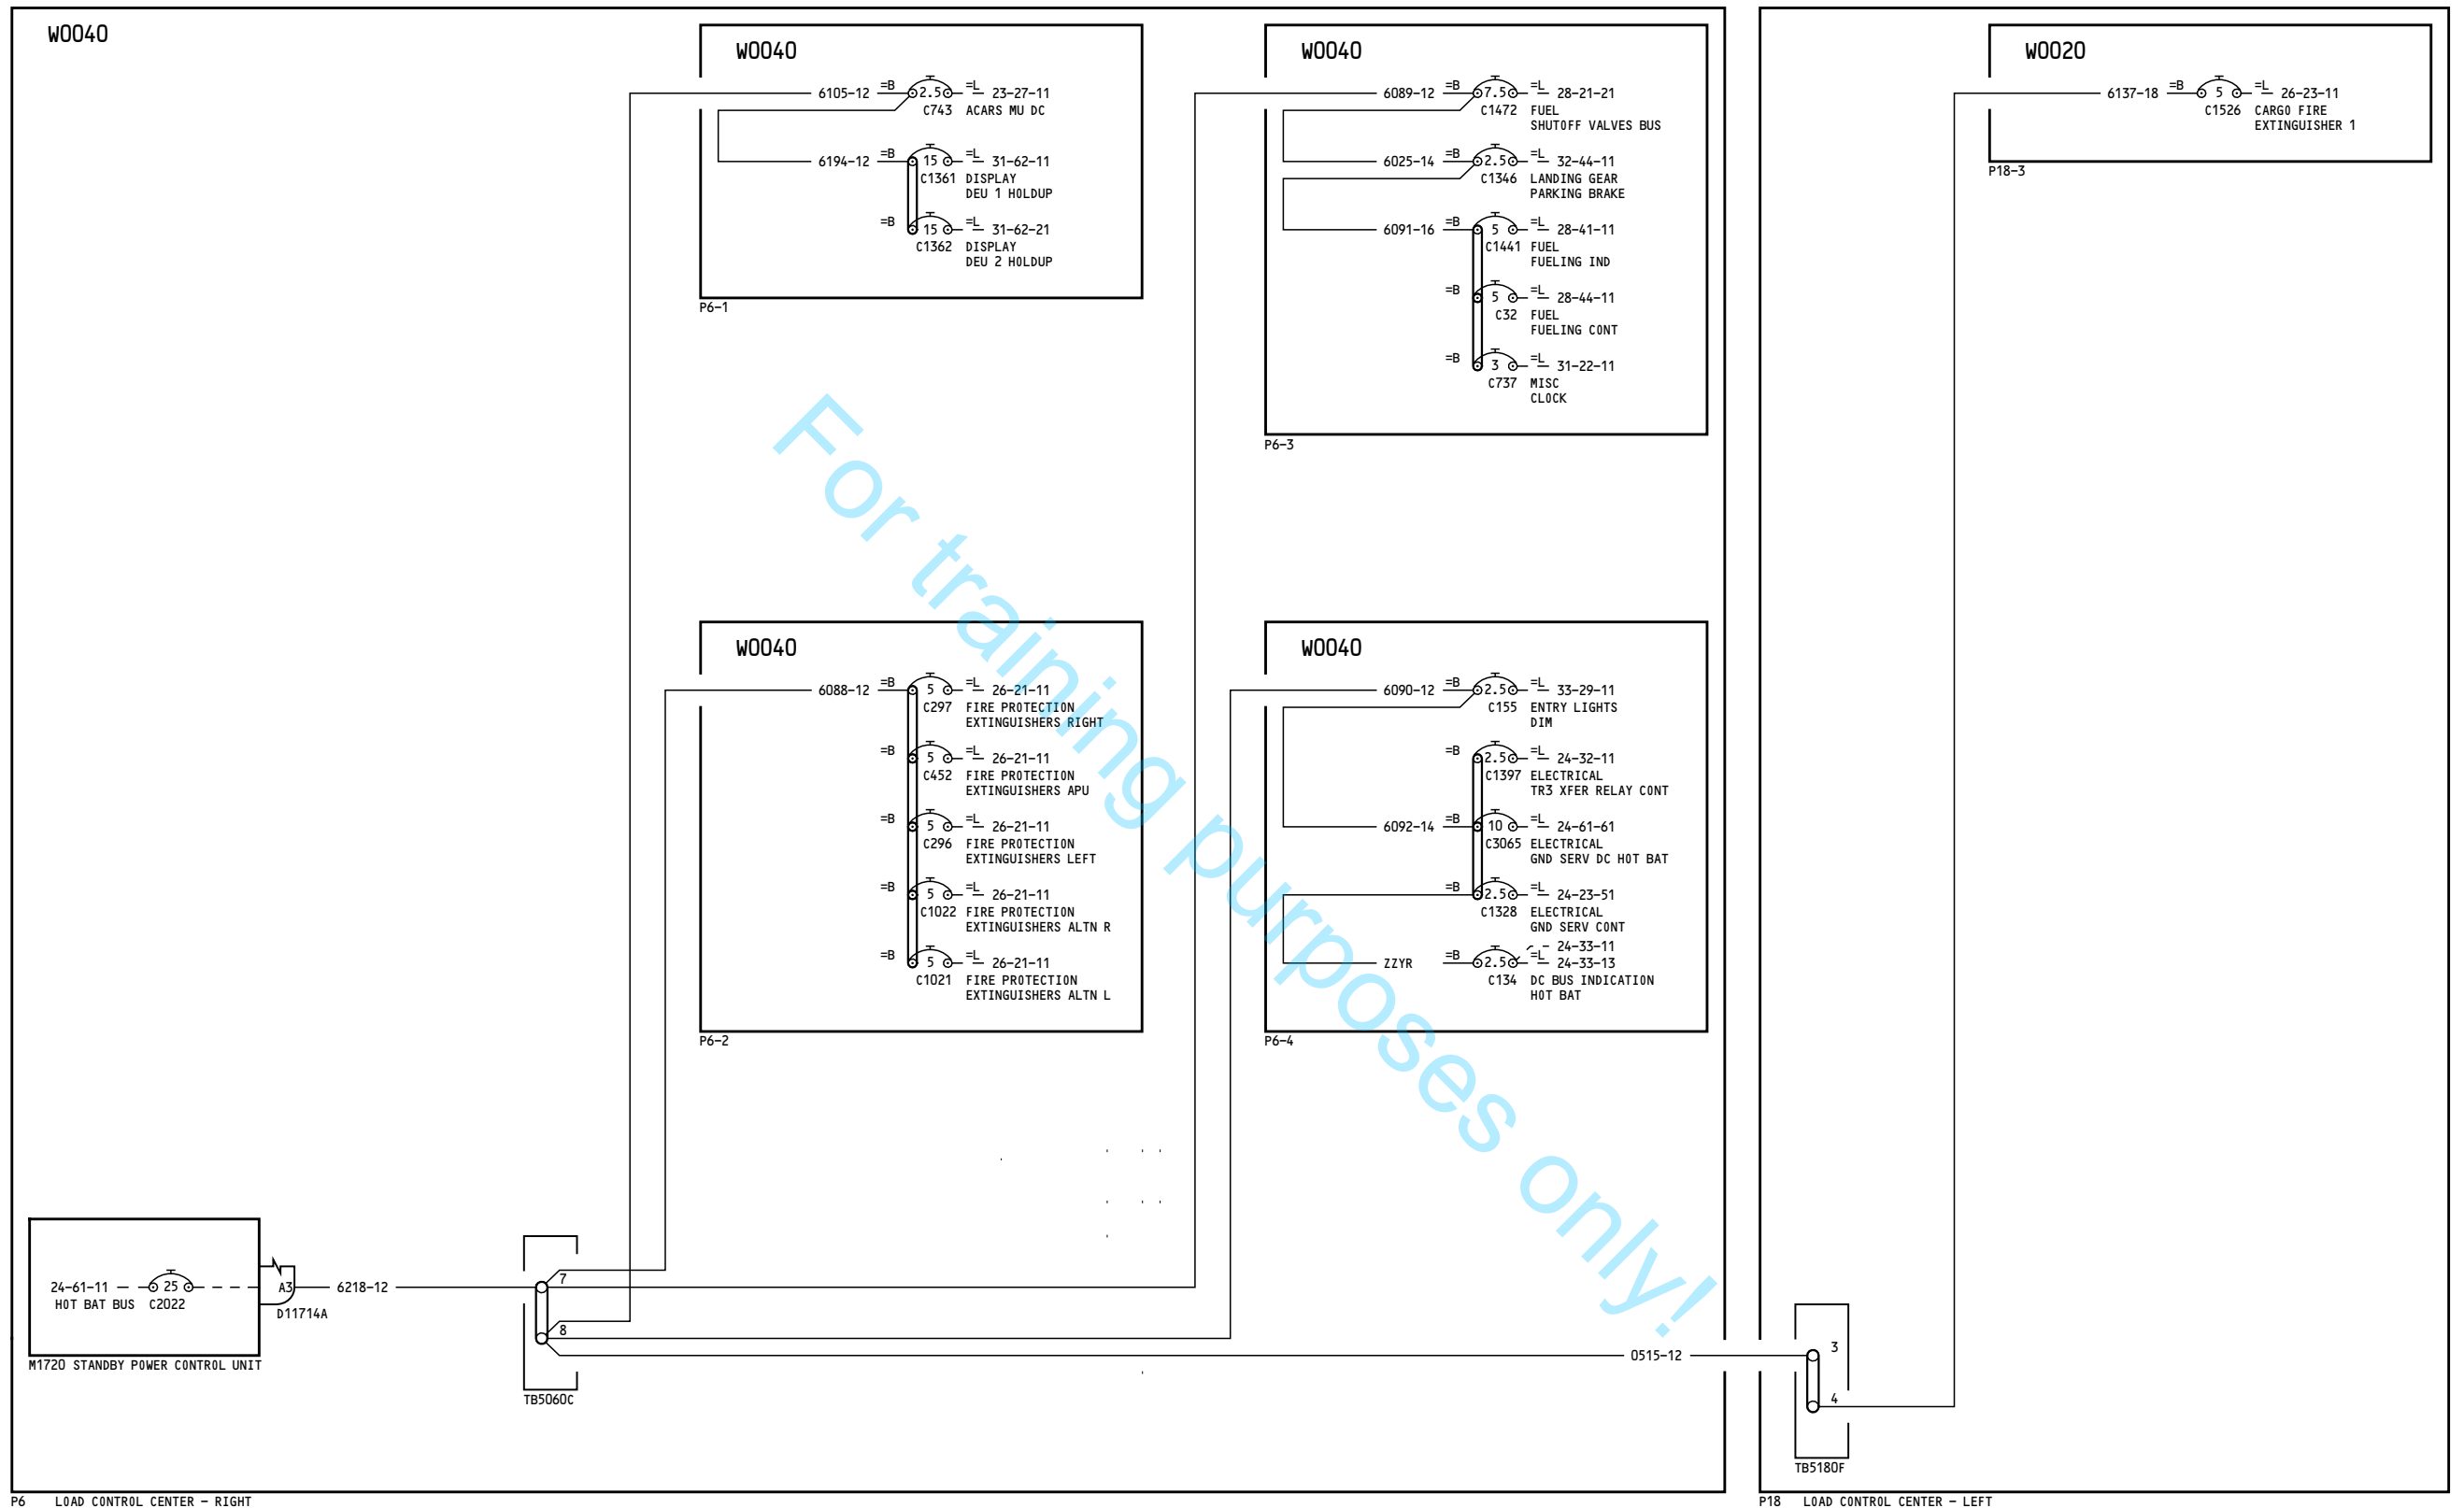 W0040
W0040
6105-12 =B 2.5 =L 23-27-11
C743 ACARS MU DC
6194-12 =B 15 =L 31-62-11
C1361 DISPLAY
DEU 1 HOLDUP
=B 15 =L 31-62-21
C1362 DISPLAY
DEU 2 HOLDUP
P6-1
W0040
6089-12 =B 7.5 =L 28-21-21
C1472 FUEL
SHUTOFF VALVES BUS
6025-14 =B 2.5 =L 32-44-11
C1346 LANDING GEAR
PARKING BRAKE
6091-16 =B 5 =L 28-41-11
C1441 FUEL
FUELING IND
=B 5 =L 28-44-11
C32 FUEL
FUELING CONT
=B 3 =L 31-22-11
C737 MISC
CLOCK
P6-3
W0020
6137-18 =B 5 =L 26-23-11
C1526 CARGO FIRE
EXTINGUISHER 1
P18-3
W0040
6088-12 =B 5 =L 26-21-11
C297 FIRE PROTECTION
EXTINGUISHERS RIGHT
=B 5 =L 26-21-11
C452 FIRE PROTECTION
EXTINGUISHERS APU
=B 5 =L 26-21-11
C296 FIRE PROTECTION
EXTINGUISHERS LEFT
=B 5 =L 26-21-11
C1022 FIRE PROTECTION
EXTINGUISHERS ALTN R
=B 5 =L 26-21-11
C1021 FIRE PROTECTION
EXTINGUISHERS ALTN L
P6-2
W0040
6090-12 =B 2.5 =L 33-29-11
C155 ENTRY LIGHTS
DIM
=B 2.5 =L 24-32-11
C1397 ELECTRICAL
TR3 XFER RELAY CONT
6092-14 =B 10 =L 24-61-61
C3065 ELECTRICAL
GND SERV DC HOT BAT
=B 2.5 =L 24-23-51
C1328 ELECTRICAL
GND SERV CONT
24-33-11
ZZYR =B 2.5 =L 24-33-13
C134 DC BUS INDICATION
HOT BAT
P6-4
For training purposes only!
24-61-11 25 A3 6218-12
HOT BAT BUS C2022
D11714A
M1720 STANDBY POWER CONTROL UNIT
7
8
TB5060C
0515-12
3
4
TB5180F
P6 LOAD CONTROL CENTER - RIGHT
P18 LOAD CONTROL CENTER - LEFT